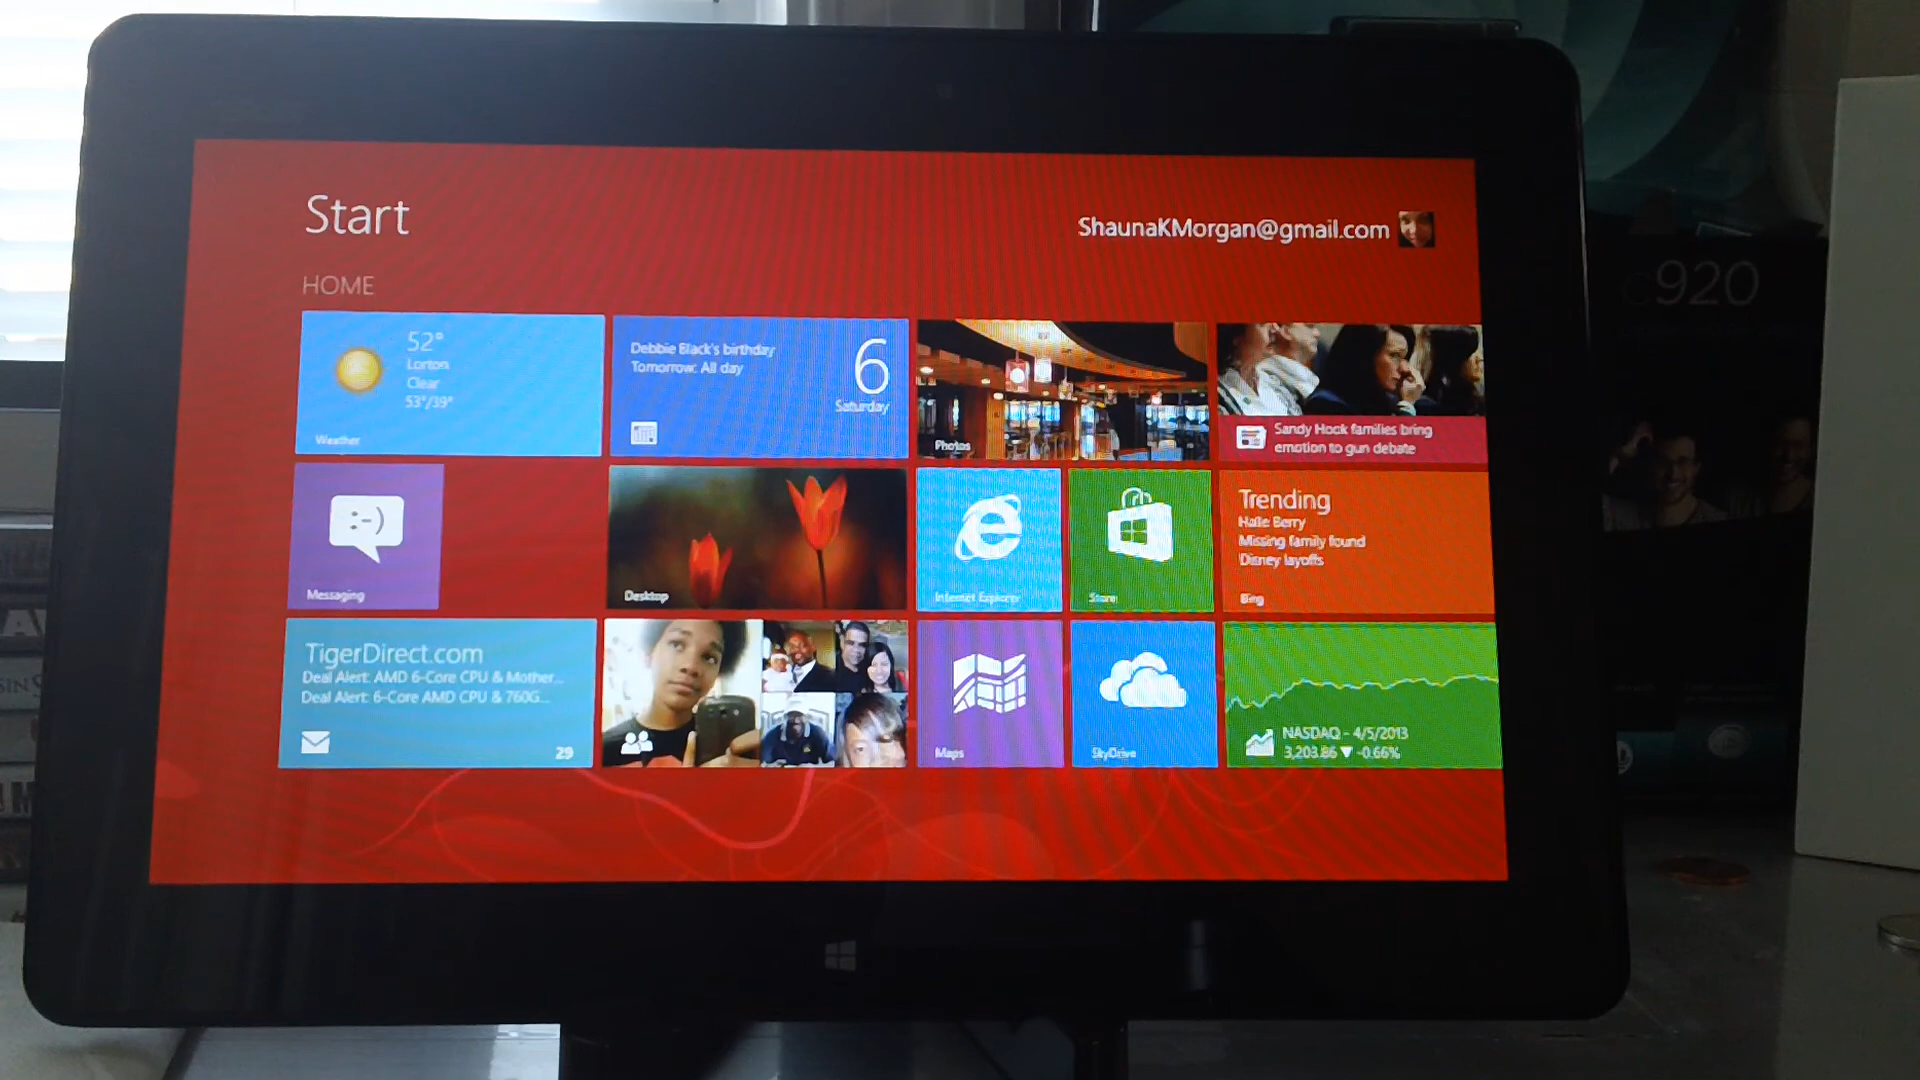 Start
ShaunaKMorgan@gmail.com
HOME
52°
Lorton
Clear
53°/39°
Weather
Debbie Black's birthday
Tomorrow: All day
6
Saturday
Photos
Sandy Hook families bring
emotion to gun debate
:-)
Messaging
Desktop
Internet Explorer
Store
Trending
Halle Berry
Missing family found
Disney layoffs
Bing
TigerDirect.com
Deal Alert: AMD 6-Core CPU & Mother...
Deal Alert: 6-Core AMD CPU & 760G...
29
Maps
SkyDrive
NASDAQ - 4/5/2013
3,203.86 ▼ -0.66%
c920